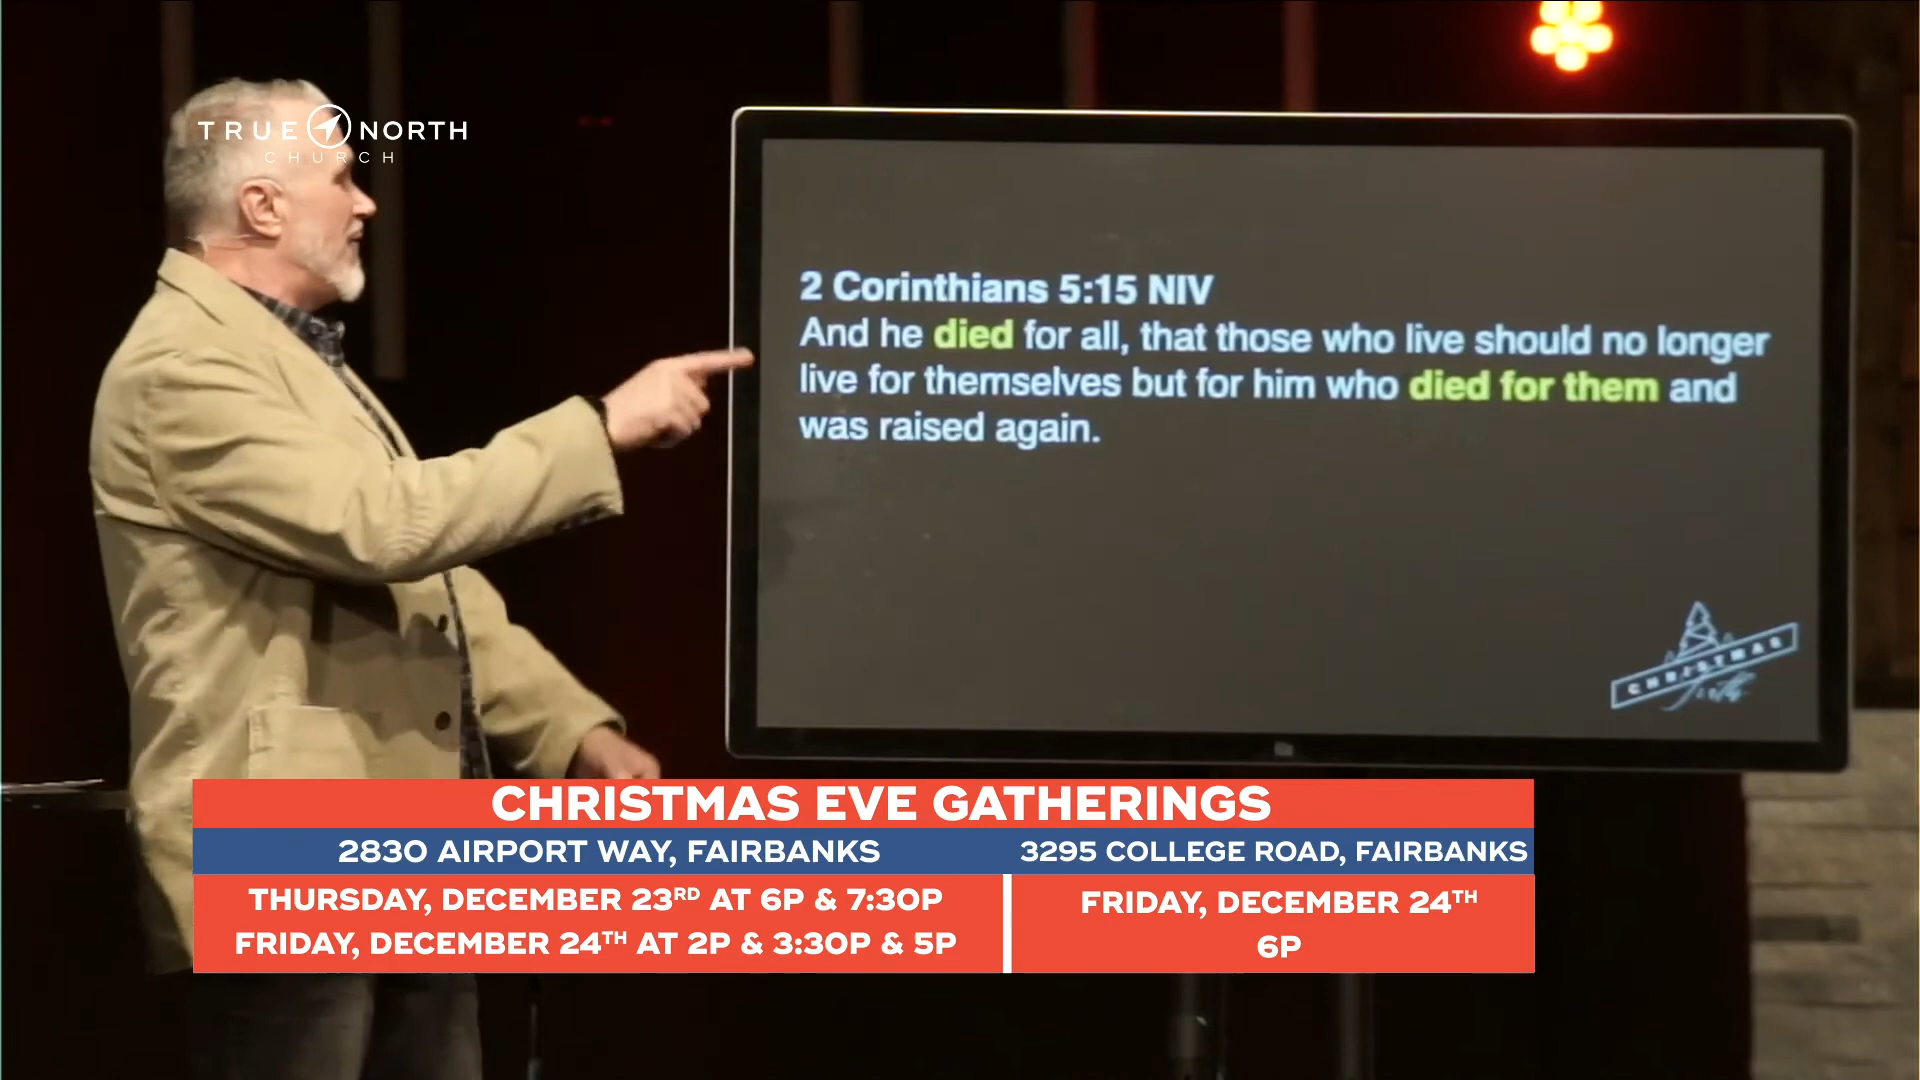 TRUE NORTH
CHURCH
2 Corinthians 5:15 NIV
And he died for all, that those who live should no longer
live for themselves but for him who died for them and
was raised again.
CHRISTMAS
CHRISTMAS EVE GATHERINGS
2830 AIRPORT WAY, FAIRBANKS
3295 COLLEGE ROAD, FAIRBANKS
THURSDAY, DECEMBER 23RD AT 6P & 7:30P
FRIDAY, DECEMBER 24TH AT 2P & 3:30P & 5P
FRIDAY, DECEMBER 24TH
6P